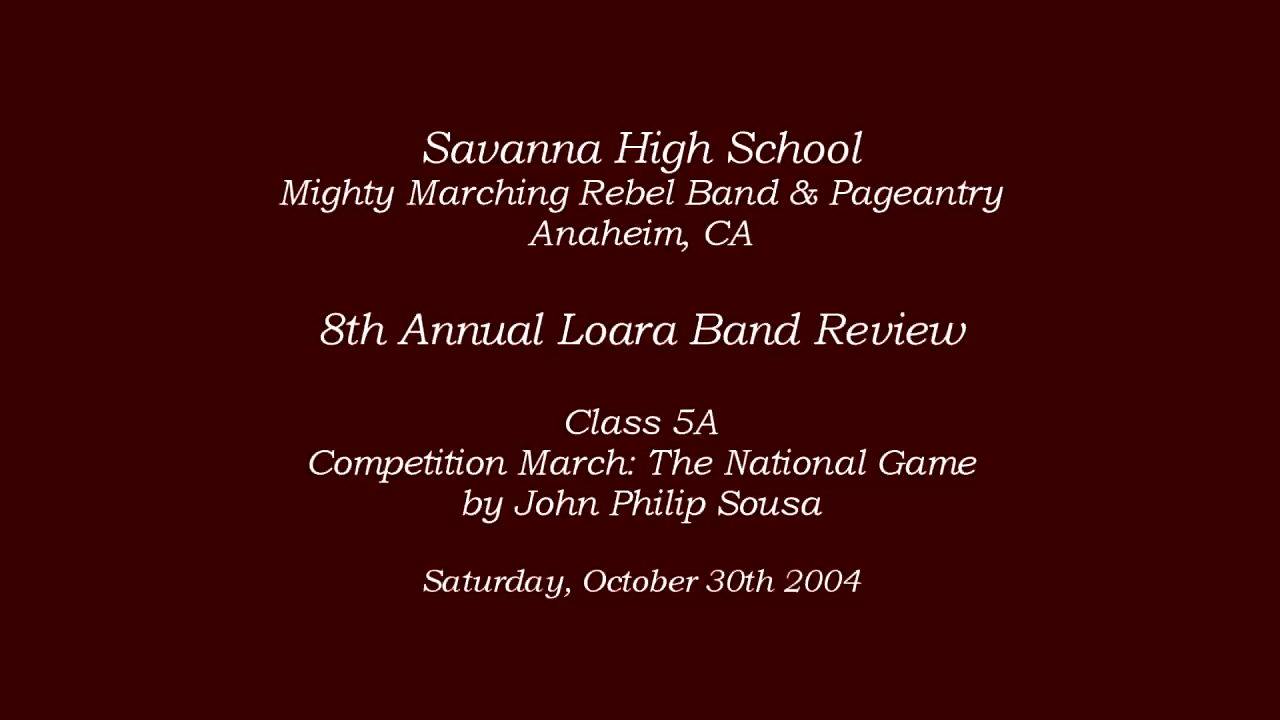 Savanna High School
Mighty Marching Rebel Band & Pageantry
Anaheim, CA
8th Annual Loara Band Review
Class 5A
Competition March: The National Game
by John Philip Sousa
Saturday, October 30th 2004